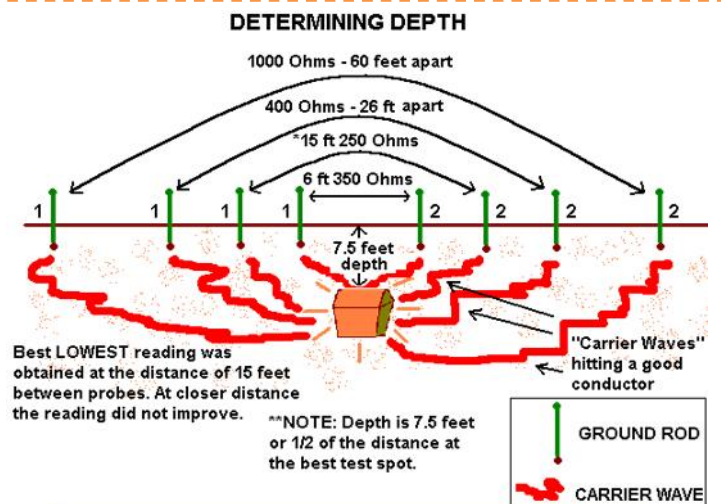 DETERMINING DEPTH
1000 Ohms - 60 feet apart
400 Ohms - 26 ft apart
*15 ft 250 Ohms
6 ft 350 Ohms
1 1 1 1 2 2 2 2
7.5 feet
depth
Best LOWEST reading was
obtained at the distance of 15 feet
between probes. At closer distance
the reading did not improve.
**NOTE: Depth is 7.5 feet
or 1/2 of the distance at
the best test spot.
"Carrier Waves"
hitting a good
conductor
GROUND ROD
CARRIER WAVE